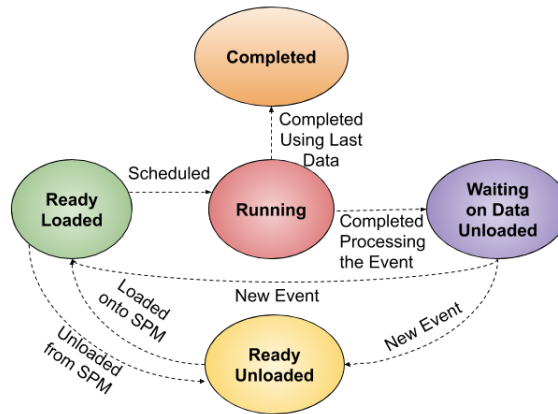 Completed
Completed
Using Last
Data
Scheduled
Ready
Loaded
Running
Waiting
on Data
Unloaded
Completed
Processing
the Event
New Event
Loaded
onto SPM
Unloaded
from SPM
New Event
Ready
Unloaded